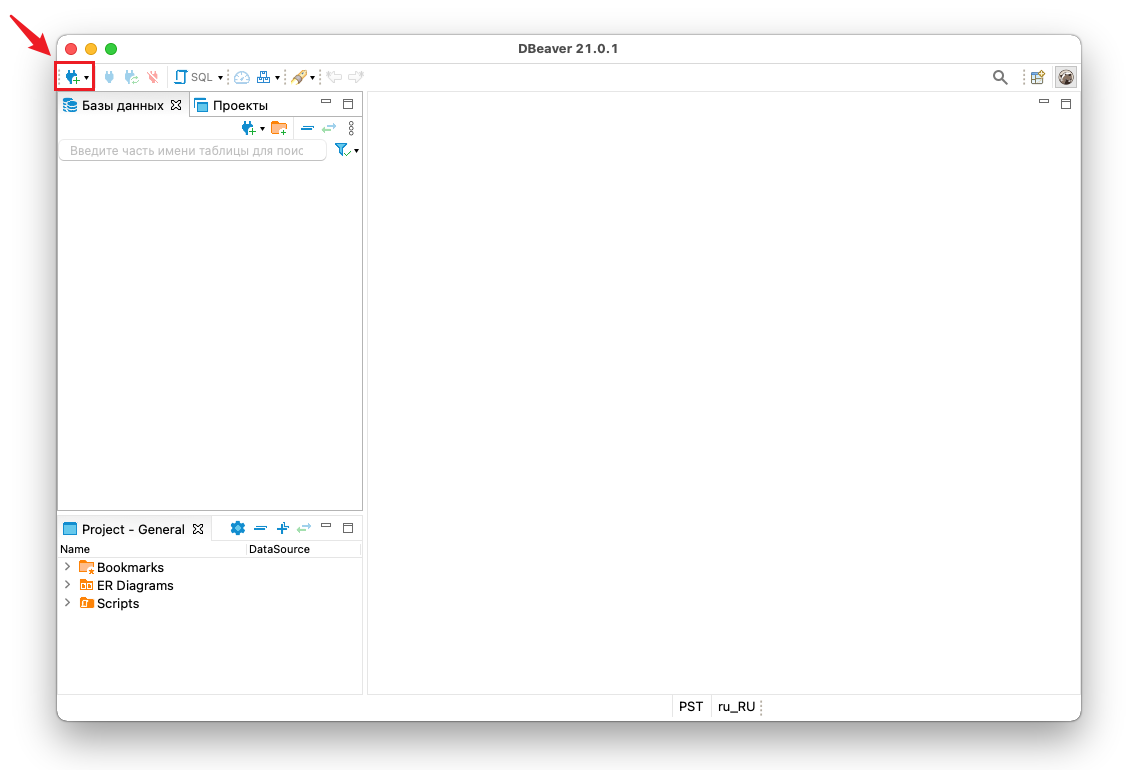 DBeaver 21.0.1
SQL
Базы данных
Проекты
Введите часть имени таблицы для поис
Project - General
Name DataSource
Bookmarks
ER Diagrams
Scripts
PST ru_RU